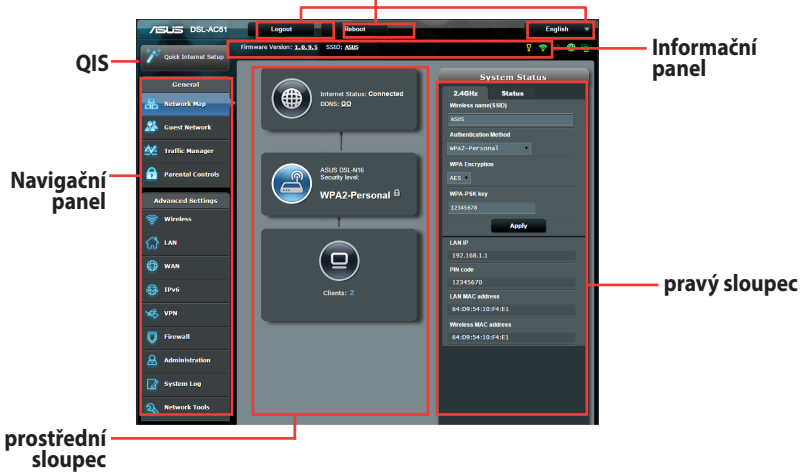 ASUS DSL-AC51
Logout
Reboot
English
Firmware Version: 1.0.9.5 SSID: ASUS
Informační
panel
QIS
Quick Internet Setup
General
Network Map
Guest Network
Traffic Manager
Parental Controls
Navigační
panel
Advanced Settings
Wireless
LAN
WAN
IPv6
VPN
Firewall
Administration
System Log
Network Tools
Internet Status: Connected
DDNS: GO
ASUS DSL-N16
Security level:
WPA2-Personal
Clients: 2
System Status
2.4GHz Status
Wireless name(SSID)
ASUS
Authentication Method
WPA2-Personal
WPA Encryption
AES
WPA-PSK key
12345678
Apply
LAN IP
192.168.1.1
PIN code
12345670
LAN MAC address
64:D9:54:10:F4:E1
Wireless MAC address
64:D9:54:10:F4:E1
pravý sloupec
prostřední
sloupec